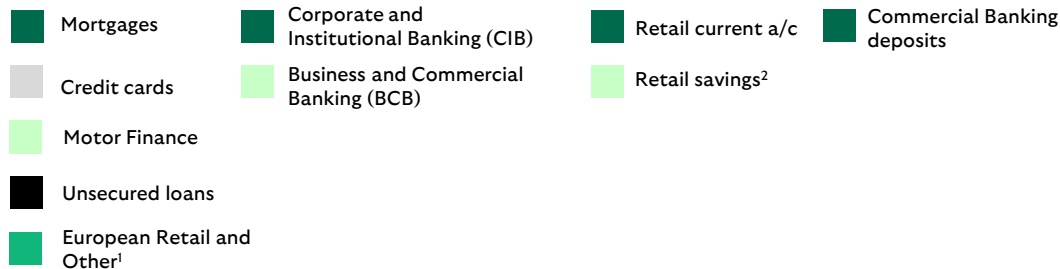 Mortgages
Credit cards
Motor Finance
Unsecured loans
European Retail and
Other¹
Corporate and
Institutional Banking (CIB)
Business and Commercial
Banking (BCB)
Retail current a/c
Retail savings²
Commercial Banking
deposits